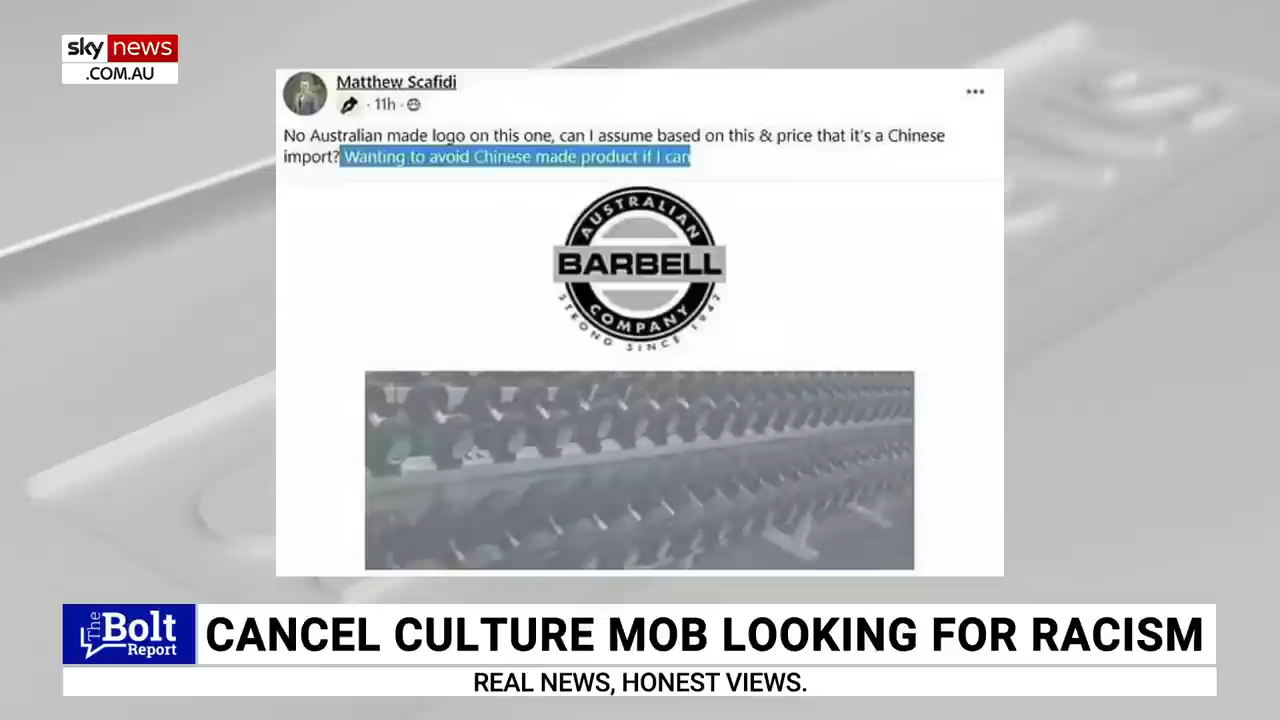 sky news
.COM.AU
Matthew Scafidi
· 11h ·
No Australian made logo on this one, can I assume based on this & price that it's a Chinese
import? Wanting to avoid Chinese made product if I can
AUSTRALIAN
BARBELL
COMPANY
STRONG SINCE 1942
The Bolt Report
CANCEL CULTURE MOB LOOKING FOR RACISM
REAL NEWS, HONEST VIEWS.